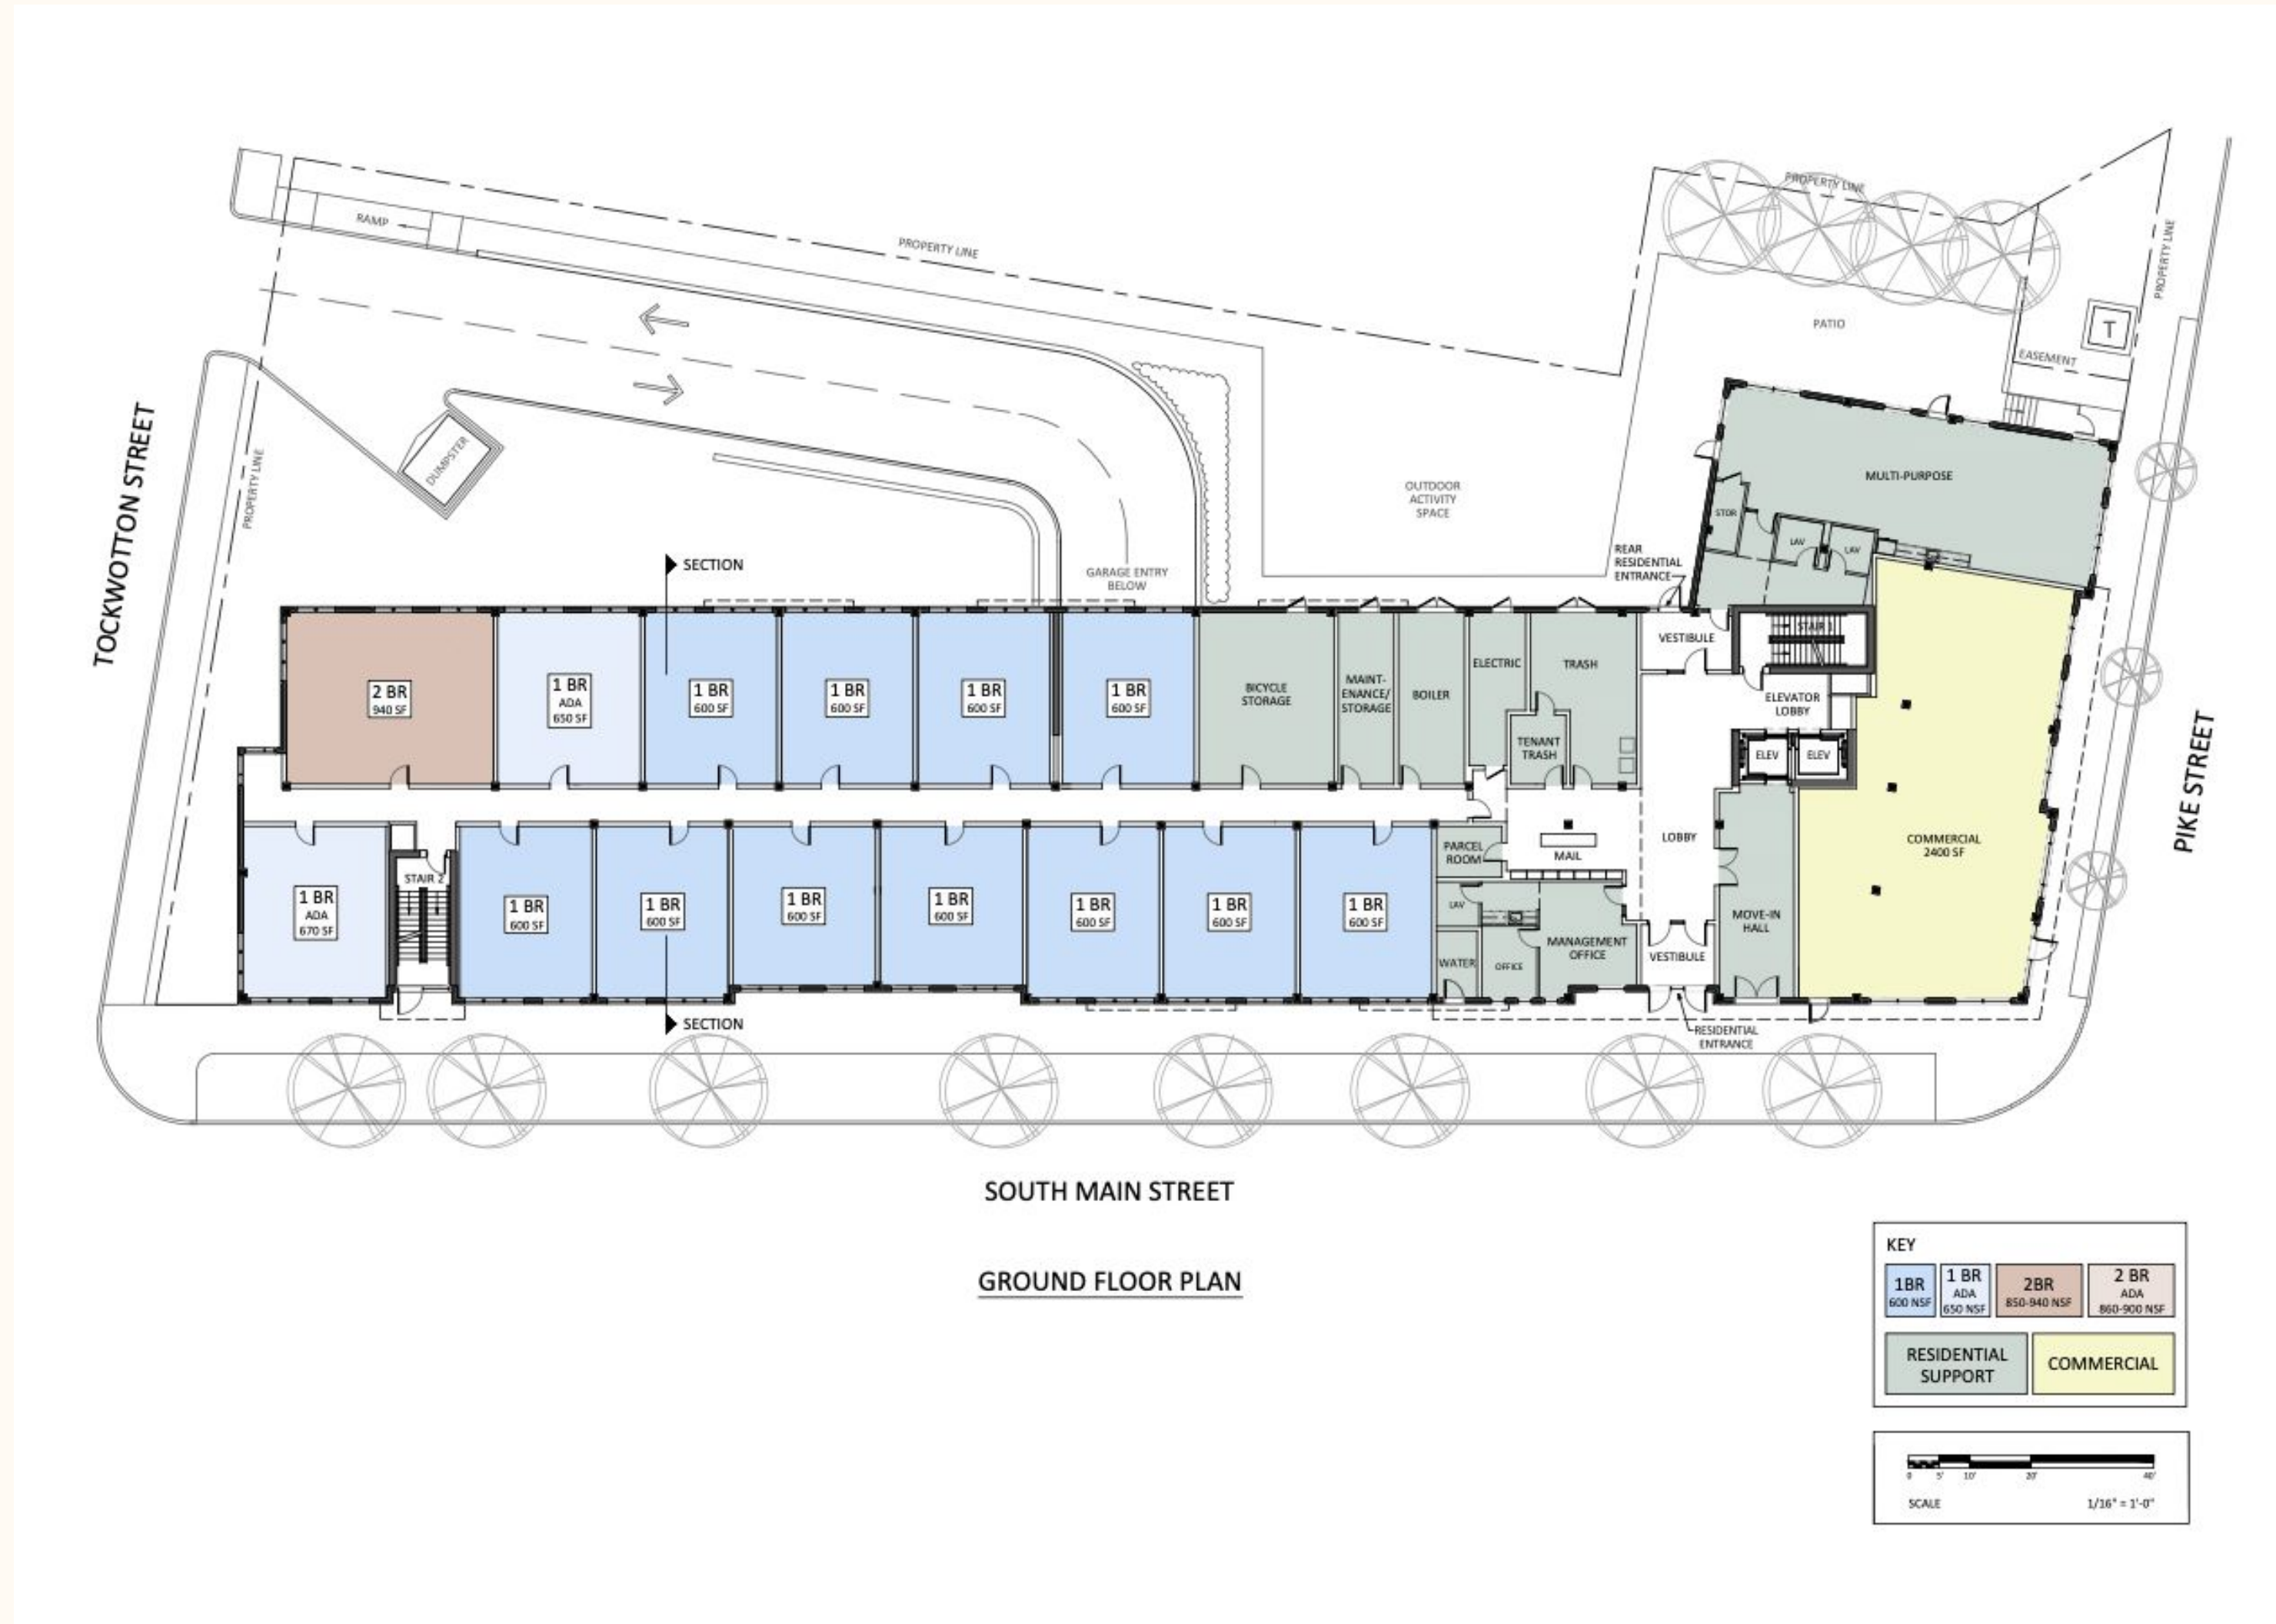 PROPERTY LINE
RAMP
PROPERTY LINE
PROPERTY LINE
PATIO
T
EASEMENT
TOCKWOTTON STREET
PROPERTY LINE
DUMPSTER
OUTDOOR
ACTIVITY
SPACE
MULTI-PURPOSE
STOR
LAV
LAV
SECTION
GARAGE ENTRY
BELOW
REAR
RESIDENTIAL
ENTRANCE
2 BR
940 SF
1 BR
ADA
650 SF
1 BR
600 SF
1 BR
600 SF
1 BR
600 SF
1 BR
600 SF
BICYCLE
STORAGE
MAINT-
ENANCE/
STORAGE
BOILER
ELECTRIC
TRASH
TENANT
TRASH
VESTIBULE
STAIR 1
ELEVATOR
LOBBY
ELEV
ELEV
PIKE STREET
1 BR
ADA
670 SF
STAIR 2
1 BR
600 SF
1 BR
600 SF
1 BR
600 SF
1 BR
600 SF
1 BR
600 SF
1 BR
600 SF
1 BR
600 SF
PARCEL
ROOM
MAIL
LOBBY
COMMERCIAL
2400 SF
LAV
WATER
OFFICE
MANAGEMENT
OFFICE
VESTIBULE
MOVE-IN
HALL
SECTION
RESIDENTIAL
ENTRANCE
SOUTH MAIN STREET
GROUND FLOOR PLAN
KEY
1BR
600 NSF
1 BR
ADA
650 NSF
2BR
850-940 NSF
2 BR
ADA
860-900 NSF
RESIDENTIAL
SUPPORT
COMMERCIAL
0 5' 10' 20' 40'
SCALE 1/16" = 1'-0"